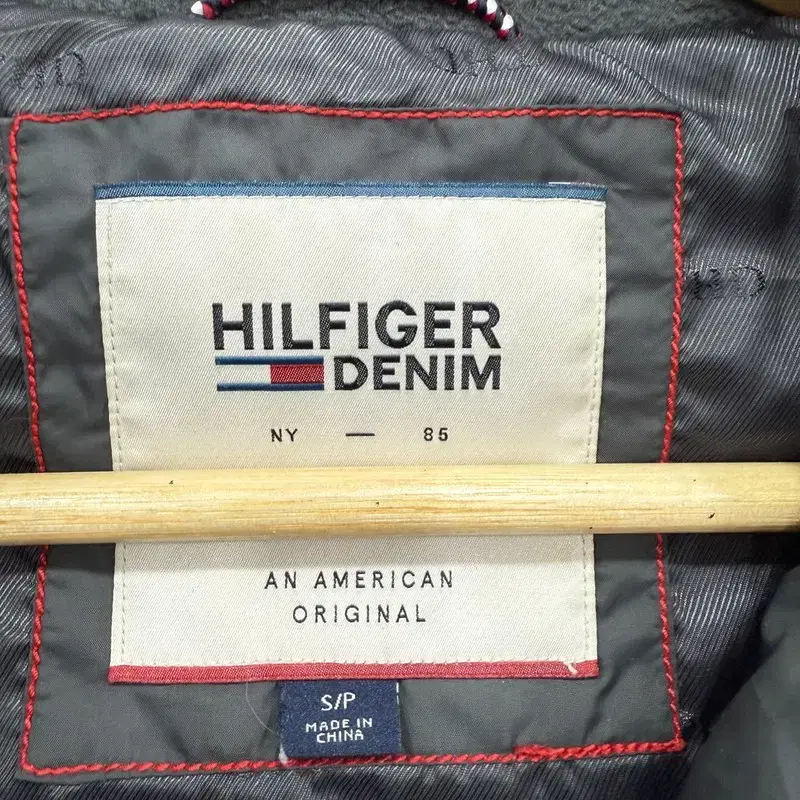 HILFIGER
DENIM
NY — 85
AN AMERICAN
ORIGINAL
S/P
MADE IN
CHINA